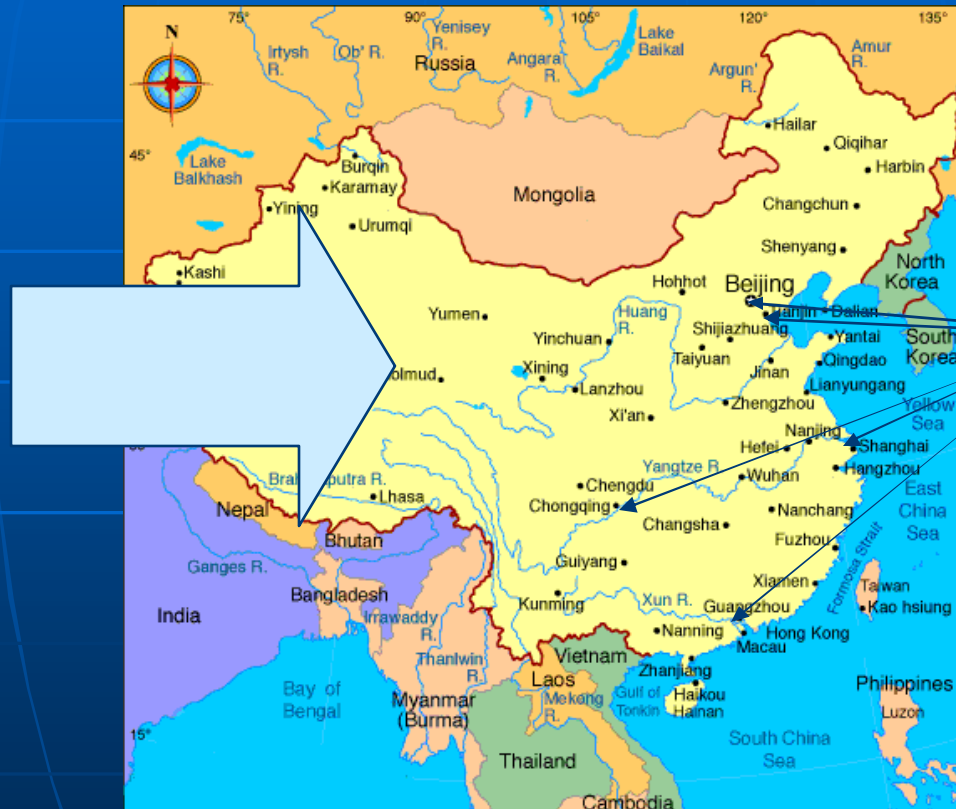 75°
90°
105°
120°
135°
N
Irtysh
R.
Ob' R.
Yenisey
R.
Russia
Angara
R.
Lake
Baikal
Argun'
R.
Amur
R.
45°
Lake
Balkhash
Burqin
Karamay
Yining
Urumqi
Kashi
Mongolia
Hailar
Qiqihar
Harbin
Changchun
Shenyang
North
Korea
Hohhot
Beijing
Tianjin
Dalian
South
Korea
Yumen
Huang
R.
Yinchuan
Shijiazhuang
Taiyuan
Yantai
Qingdao
Jinan
olmud
Xining
Lanzhou
Lianyungang
Zhengzhou
Yellow
Sea
Xi'an
Nanjing
Hefei
Shanghai
Hangzhou
Yangtze R.
Wuhan
Chengdu
Chongqing
East
China
Sea
Brah
putra R.
Lhasa
Nepal
Bhutan
Changsha
Nanchang
Fuzhou
Guiyang
Formosa Strait
Ganges R.
Bangladesh
India
Irrawaddy
R.
Kunming
Xun R.
Xiamen
Guangzhou
Taiwan
Kao hsiung
Nanning
Hong Kong
Macau
Thanlwin
R.
Vietnam
Zhanjiang
Laos
Mekong
R.
Gulf of
Tonkin
Haikou
Hainan
Bay of
Bengal
Myanmar
(Burma)
Philippines
Luzon
15°
South China
Sea
Thailand
Cambodia